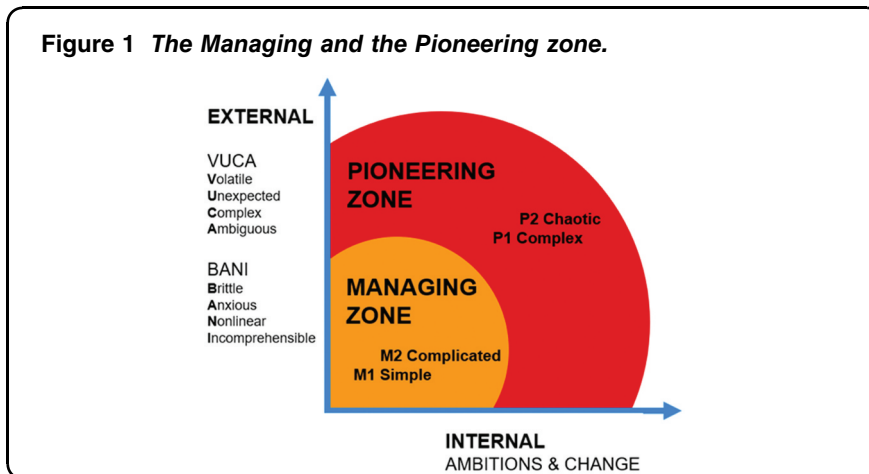 Figure 1 The Managing and the Pioneering zone.
EXTERNAL
VUCA
Volatile
Unexpected
Complex
Ambiguous
BANI
Brittle
Anxious
Nonlinear
Incomprehensible
PIONEERING
ZONE
P2 Chaotic
P1 Complex
MANAGING
ZONE
M2 Complicated
M1 Simple
INTERNAL
AMBITIONS & CHANGE